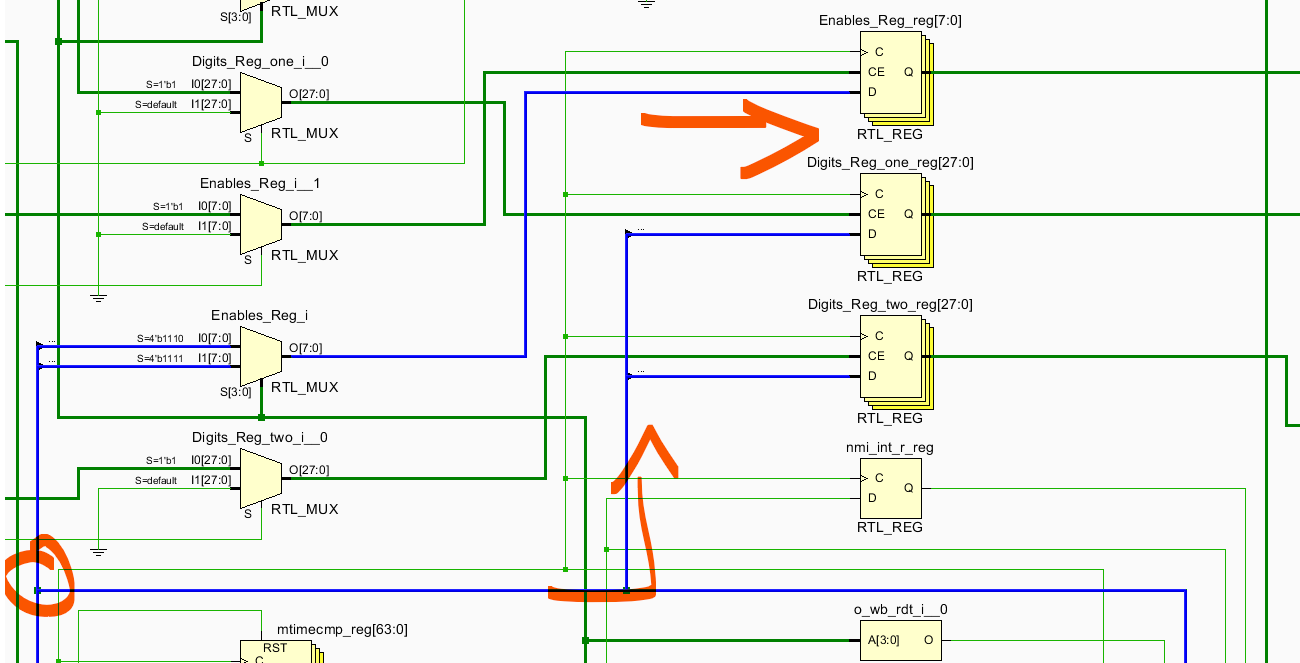 S[3:0]
RTL_MUX
Enables_Reg_reg[7:0]
C
CE
Q
D
RTL_REG
Digits_Reg_one_i__0
S=1'b1
I0[27:0]
S=default
I1[27:0]
O[27:0]
S
RTL_MUX
Digits_Reg_one_reg[27:0]
C
CE
Q
D
...
RTL_REG
Enables_Reg_i__1
S=1'b1
I0[7:0]
S=default
I1[7:0]
O[7:0]
S
RTL_MUX
Digits_Reg_two_reg[27:0]
C
CE
Q
D
...
RTL_REG
Enables_Reg_i
...
S=4'b1110
I0[7:0]
...
S=4'b1111
I1[7:0]
O[7:0]
S[3:0]
RTL_MUX
Digits_Reg_two_i__0
S=1'b1
I0[27:0]
S=default
I1[27:0]
O[27:0]
S
RTL_MUX
nmi_int_r_reg
C
Q
D
RTL_REG
mtimecmp_reg[63:0]
RST
C
o_wb_rdt_i__0
A[3:0]
O